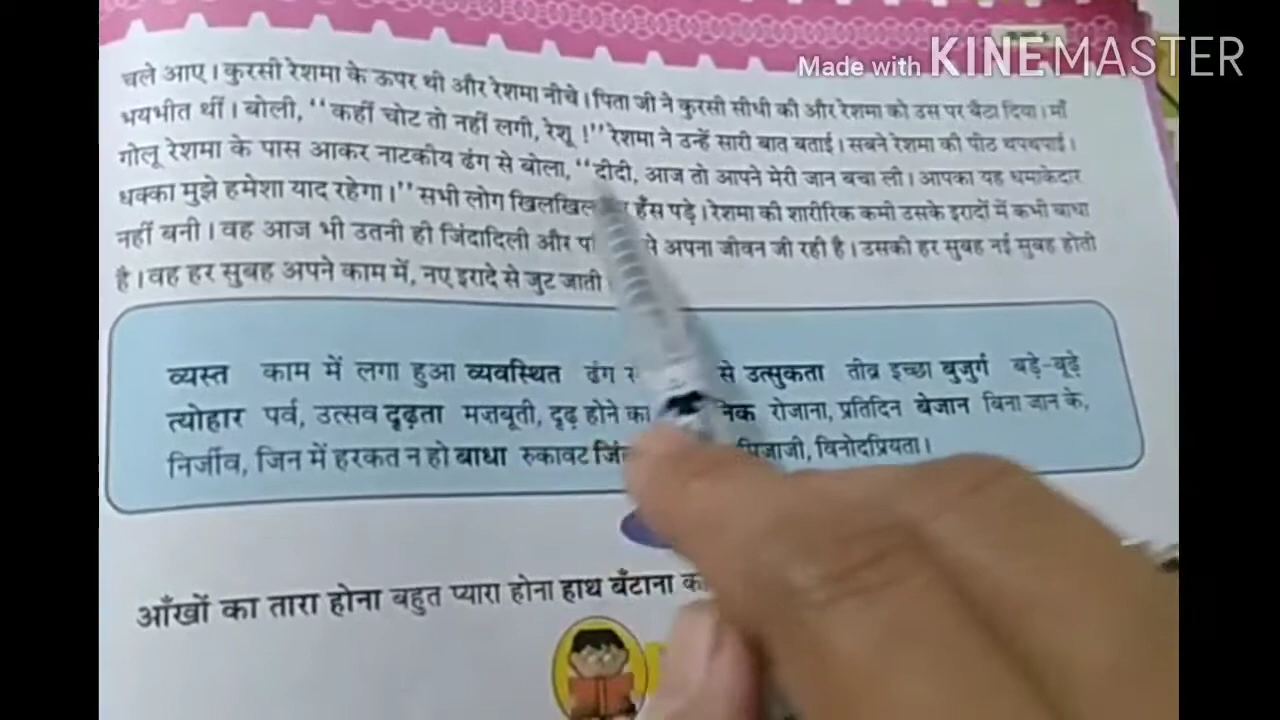 Made with KINEMASTER
चले आए। कुरसी रेशमा के ऊपर थी और रेशमा नीचे। पिता जी ने कुरसी सीधी की और रेशमा को उस पर बैठा दिया। माँ
भयभीत थीं। बोली, “कहीं चोट तो नहीं लगी, रेशू !” रेशमा ने उन्हें सारी बात बताई। सबने रेशमा की पीठ थपथपाई।
गोलू रेशमा के पास आकर नाटकीय ढंग से बोला, “दीदी, आज तो आपने मेरी जान बचा ली। आपका यह धमाकेदार
धक्का मुझे हमेशा याद रहेगा।” सभी लोग खिलखिल हँस पड़े। रेशमा की शारीरिक कमी उसके इरादों में कभी बाधा
नहीं बनी। वह आज भी उतनी ही जिंदादिली और से अपना जीवन जी रही है। उसकी हर सुबह नई सुबह होती
है। वह हर सुबह अपने काम में, नए इरादे से जुट जाती
व्यस्त काम में लगा हुआ व्यवस्थित ढंग से उत्सुकता तीव्र इच्छा बुजुर्ग बड़े-बूढ़े
त्योहार पर्व, उत्सव दृढ़ता मज़बूती, दृढ़ होने का निक रोजाना, प्रतिदिन बेजान बिना जान के,
निर्जीव, जिन में हरकत न हो बाधा रुकावट मिजाजी, विनोदप्रियता।
आँखों का तारा होना बहुत प्यारा होना हाथ बँटाना